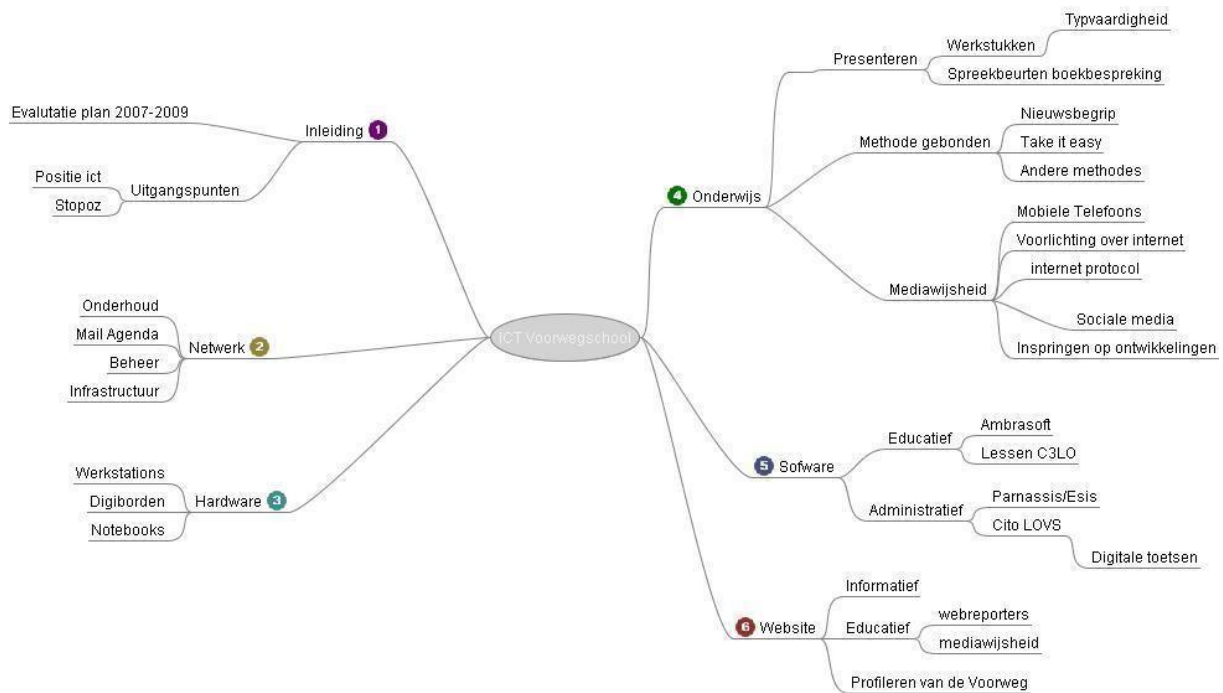 iCT Voorwegschool
Inleiding 1
Evalutatie plan 2007-2009
Uitgangspunten
Positie ict
Stopoz
Netwerk 2
Onderhoud
Mail Agenda
Beheer
Infrastructuur
Hardware 3
Werkstations
Digiborden
Notebooks
4 Onderwijs
Presenteren
Werkstukken
Typvaardigheid
Spreekbeurten boekbespreking
Methode gebonden
Nieuwsbegrip
Take it easy
Andere methodes
Mediawijsheid
Mobiele Telefoons
Voorlichting over internet
internet protocol
Sociale media
Inspringen op ontwikkelingen
5 Sofware
Educatief
Ambrasoft
Lessen C3LO
Administratief
Parnassis/Esis
Cito LOVS
Digitale toetsen
6 Website
Informatief
Educatief
webreporters
mediawijsheid
Profileren van de Voorweg